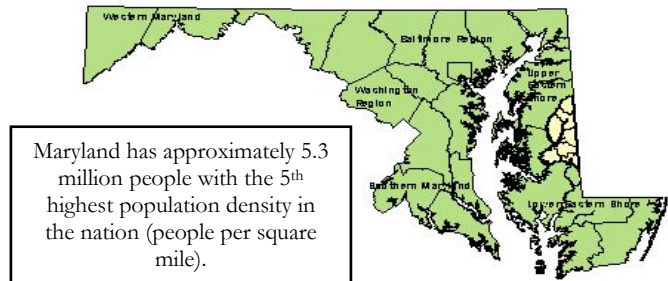 Western Maryland
Baltimore Region
Upper
Eastern
Shore
Washington
Region
Maryland has approximately 5.3
million people with the 5th
highest population density in
the nation (people per square
mile).
Southern Maryland
Lower Eastern Shore